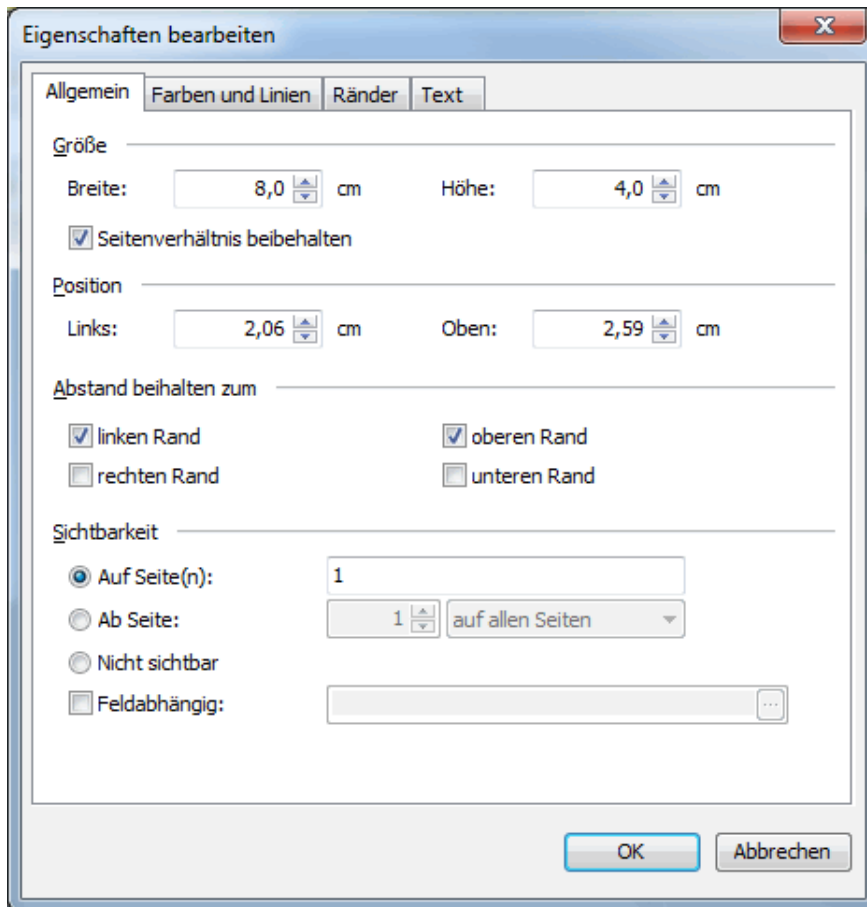 Eigenschaften bearbeiten
Allgemein Farben und Linien Ränder Text
Größe
Breite: 8,0 cm Höhe: 4,0 cm
Seitenverhältnis beibehalten
Position
Links: 2,06 cm Oben: 2,59 cm
Abstand beihalten zum
linken Rand oberen Rand
rechten Rand unteren Rand
Sichtbarkeit
Auf Seite(n): 1
Ab Seite: 1 auf allen Seiten
Nicht sichtbar
Feldabhängig: ...
OK Abbrechen